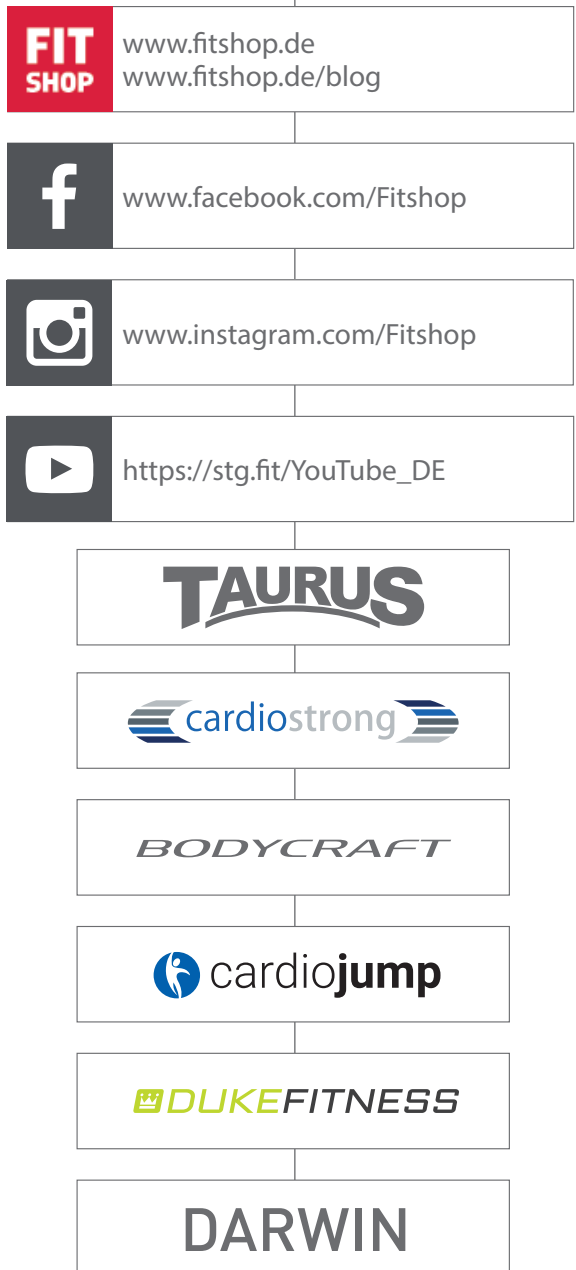 FIT
SHOP
www.fitshop.de
www.fitshop.de/blog
f
www.facebook.com/Fitshop
www.instagram.com/Fitshop
https://stg.fit/YouTube_DE
TAURUS
cardiostrong
BODYCRAFT
cardiojump
DUKEFITNESS
DARWIN